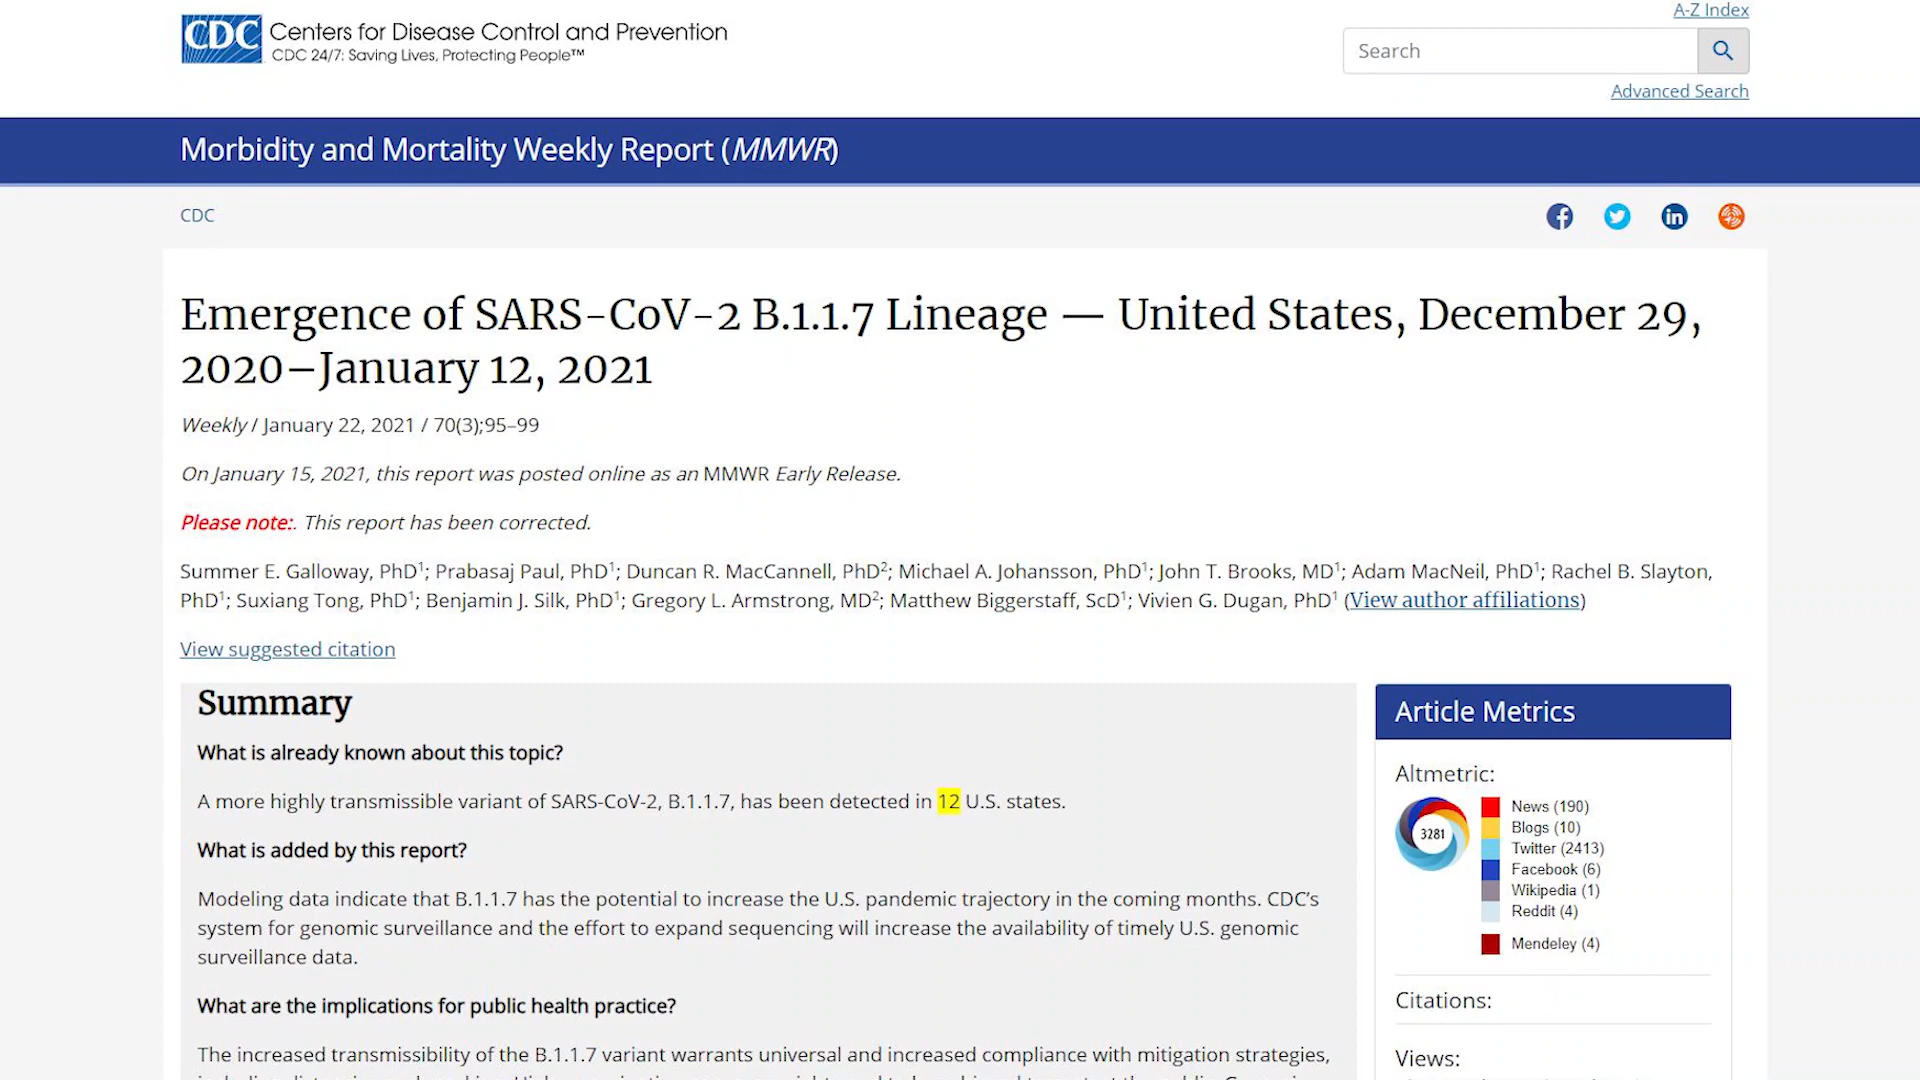 A-Z Index
CDC Centers for Disease Control and Prevention
CDC 24/7: Saving Lives, Protecting People™
Search
Advanced Search
Morbidity and Mortality Weekly Report (MMWR)
CDC
Emergence of SARS-CoV-2 B.1.1.7 Lineage — United States, December 29,
2020–January 12, 2021
Weekly / January 22, 2021 / 70(3);95–99
On January 15, 2021, this report was posted online as an MMWR Early Release.
Please note:. This report has been corrected.
Summer E. Galloway, PhD¹; Prabasaj Paul, PhD¹; Duncan R. MacCannell, PhD²; Michael A. Johansson, PhD¹; John T. Brooks, MD¹; Adam MacNeil, PhD¹; Rachel B. Slayton,
PhD¹; Suxiang Tong, PhD¹; Benjamin J. Silk, PhD¹; Gregory L. Armstrong, MD²; Matthew Biggerstaff, ScD¹; Vivien G. Dugan, PhD¹ (View author affiliations)
View suggested citation
Summary
What is already known about this topic?
A more highly transmissible variant of SARS-CoV-2, B.1.1.7, has been detected in 12 U.S. states.
What is added by this report?
Modeling data indicate that B.1.1.7 has the potential to increase the U.S. pandemic trajectory in the coming months. CDC’s
system for genomic surveillance and the effort to expand sequencing will increase the availability of timely U.S. genomic
surveillance data.
What are the implications for public health practice?
The increased transmissibility of the B.1.1.7 variant warrants universal and increased compliance with mitigation strategies,
Article Metrics
Altmetric:
3281
News (190)
Blogs (10)
Twitter (2413)
Facebook (6)
Wikipedia (1)
Reddit (4)
Mendeley (4)
Citations:
Views: